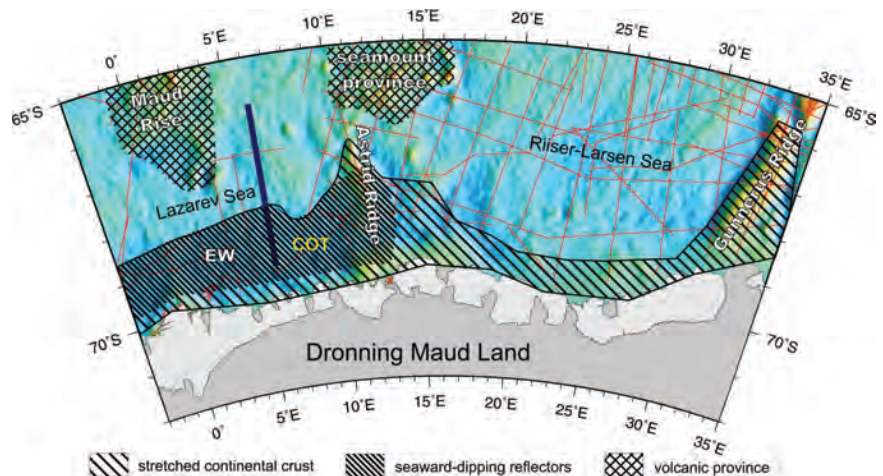 0˚ 5˚E 10˚E 15˚E 20˚E 25˚E 30˚E 35˚E
65˚S 65˚S
Maud
Rise
seamount
province
Astrid Ridge
Riiser-Larsen Sea
Gunnerus Ridge
Lazarev Sea
EW COT
70˚S 70˚S
Dronning Maud Land
0˚ 5˚E 10˚E 15˚E 20˚E 25˚E 30˚E 35˚E
stretched continental crust seaward-dipping reflectors volcanic province